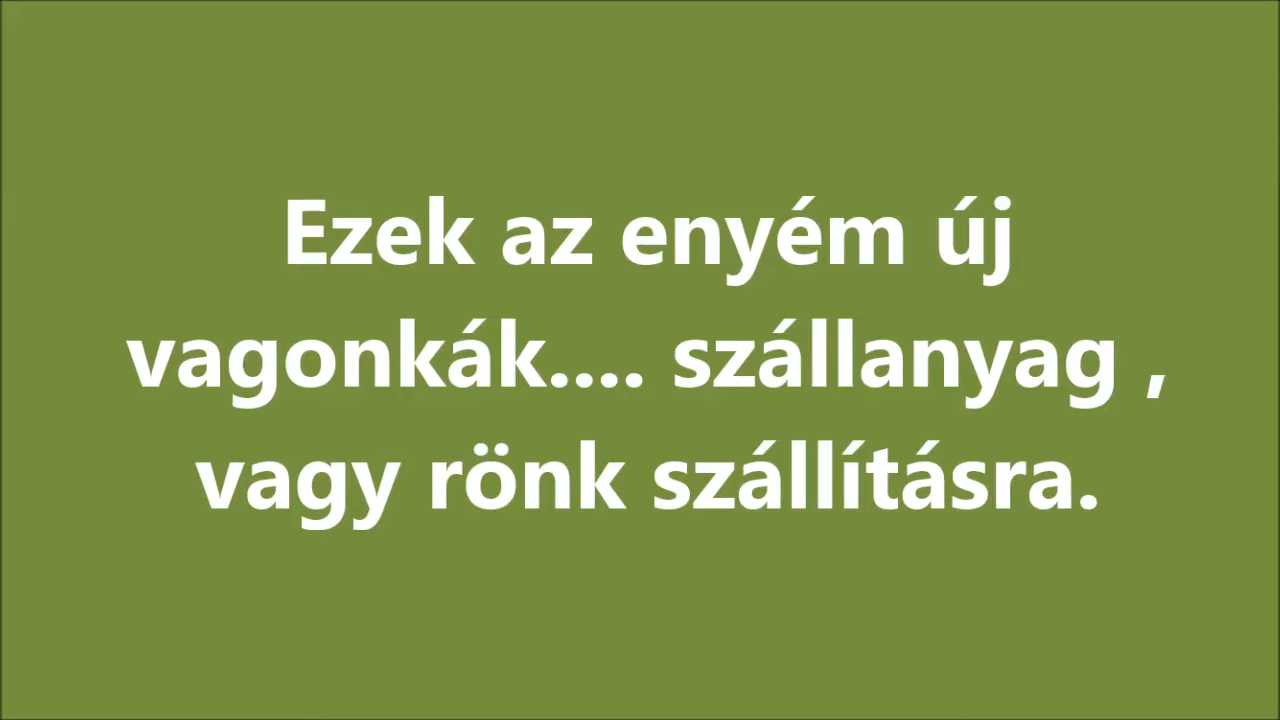 Ezek az enyém új
vagonkák.... szállanyag ,
vagy rönk szállításra.